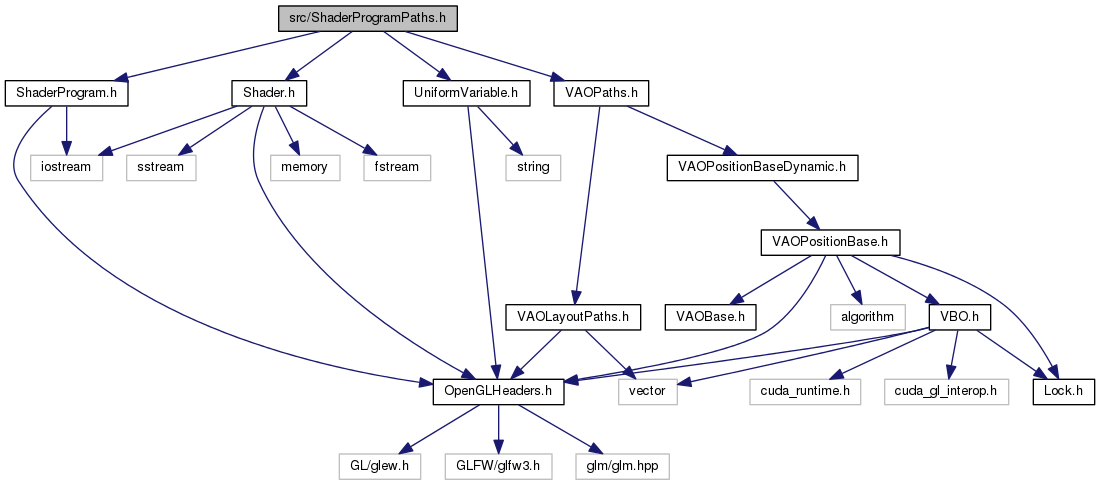 src/ShaderProgramPaths.h
ShaderProgram.h
Shader.h
UniformVariable.h
VAOPaths.h
iostream
sstream
memory
fstream
string
VAOPositionBaseDynamic.h
VAOPositionBase.h
VAOLayoutPaths.h
VAOBase.h
algorithm
VBO.h
OpenGLHeaders.h
vector
cuda_runtime.h
cuda_gl_interop.h
Lock.h
GL/glew.h
GLFW/glfw3.h
glm/glm.hpp